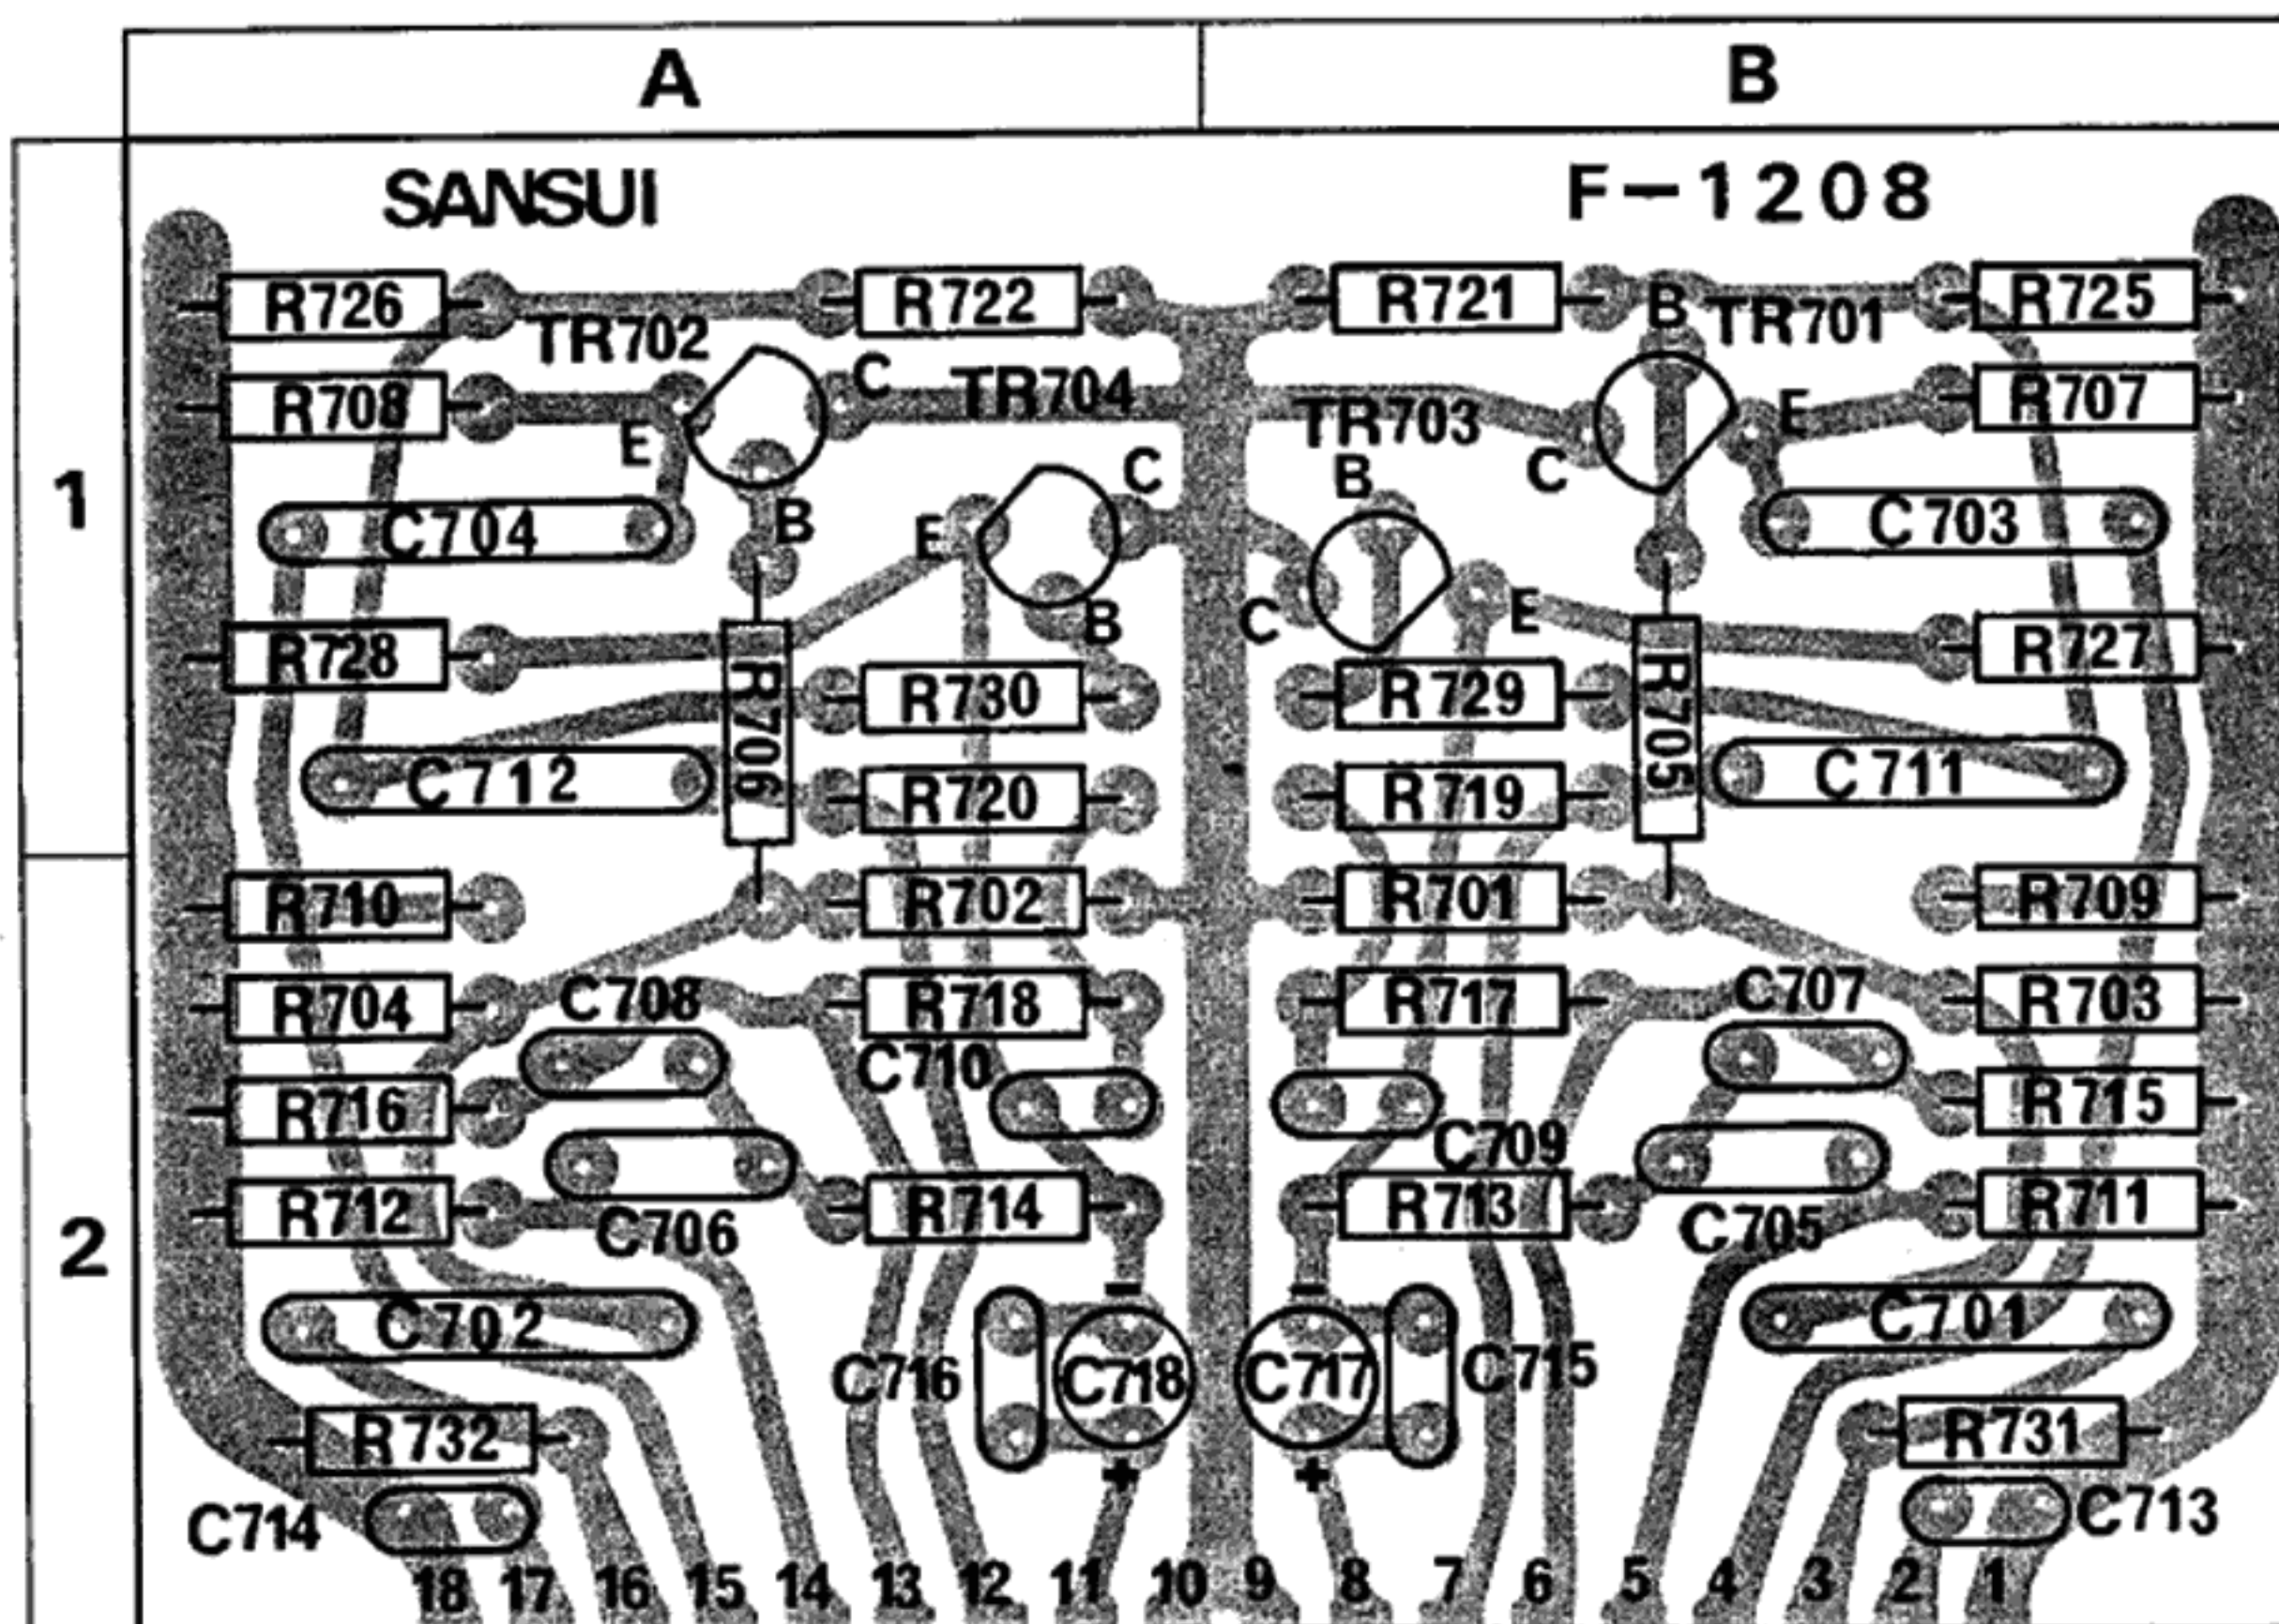 A B
SANSUI F-1208
R726 R722 R721 B TR701 R725
TR702
R708 E C TR704 TR703 C E R707
1
C704 B E C B C703
R728 B C E R727
R706 R730 R729 R705
C712 R720 R719 C711
R710 R702 R701 R709
R704 C708 R718 R717 C707 R703
C710
R716 R715
C709
2
R712 C706 R714 R713 C705 R711
- -
C702 C701
C716 C718 C717 C715
R732 + + R731
C714 C713
18 17 16 15 14 13 12 11 10 9 8 7 6 5 4 3 2 1